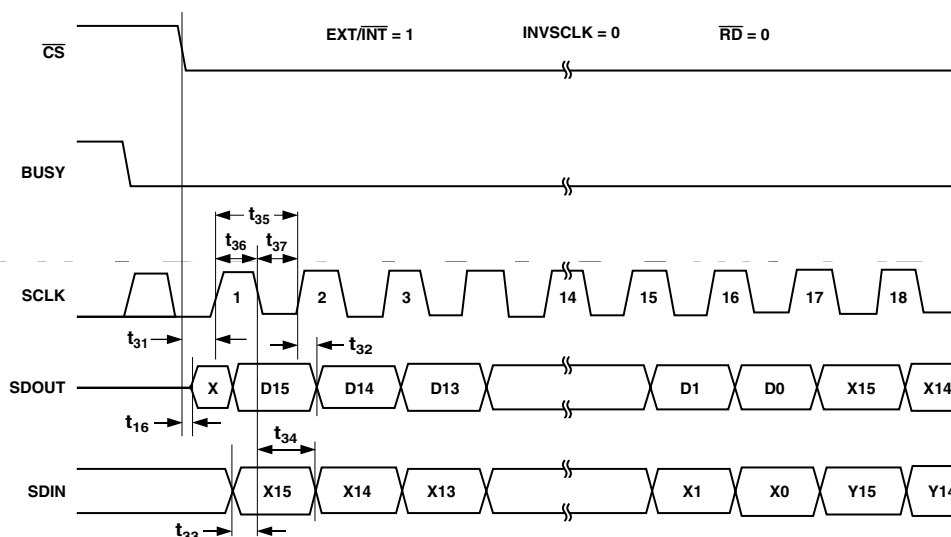 EXT/INT = 1 INVSCLK = 0 RD = 0
CS
BUSY
t35
t36 t37
SCLK 1 2 3 14 15 16 17 18
t31 t32
SDOUT X D15 D14 D13 D1 D0 X15 X14
t16 t34
SDIN X15 X14 X13 X1 X0 Y15 Y14
t33